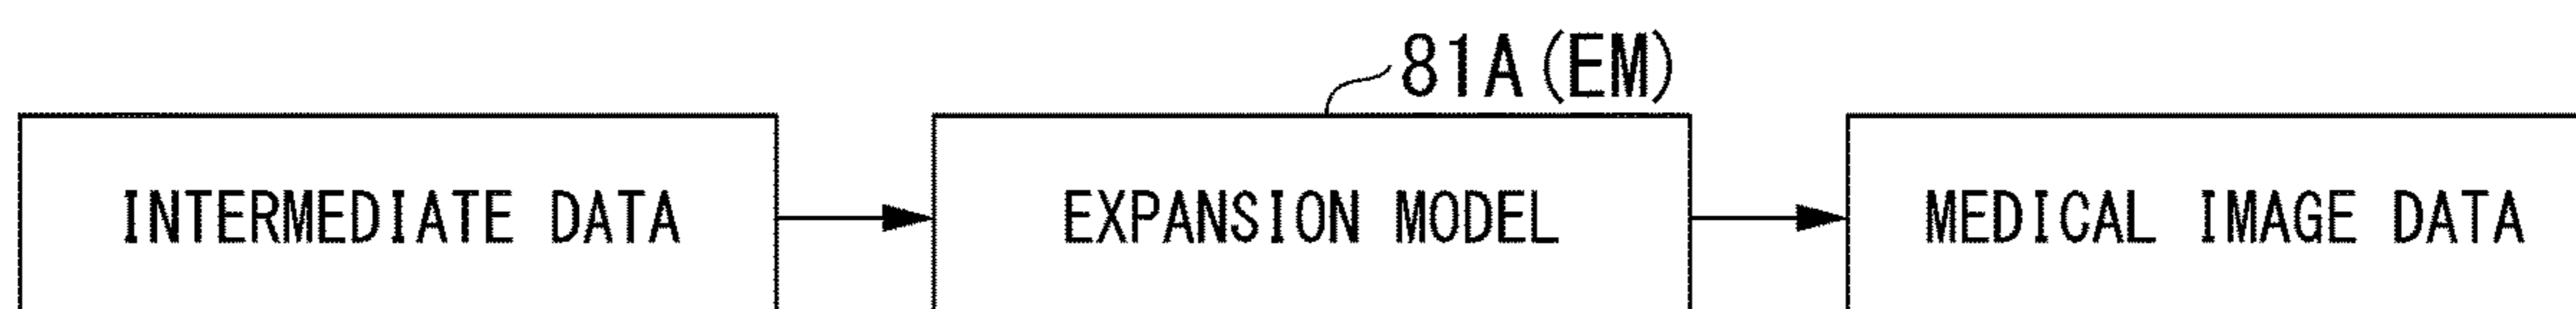 81A(EM)
INTERMEDIATE DATA
EXPANSION MODEL
MEDICAL IMAGE DATA